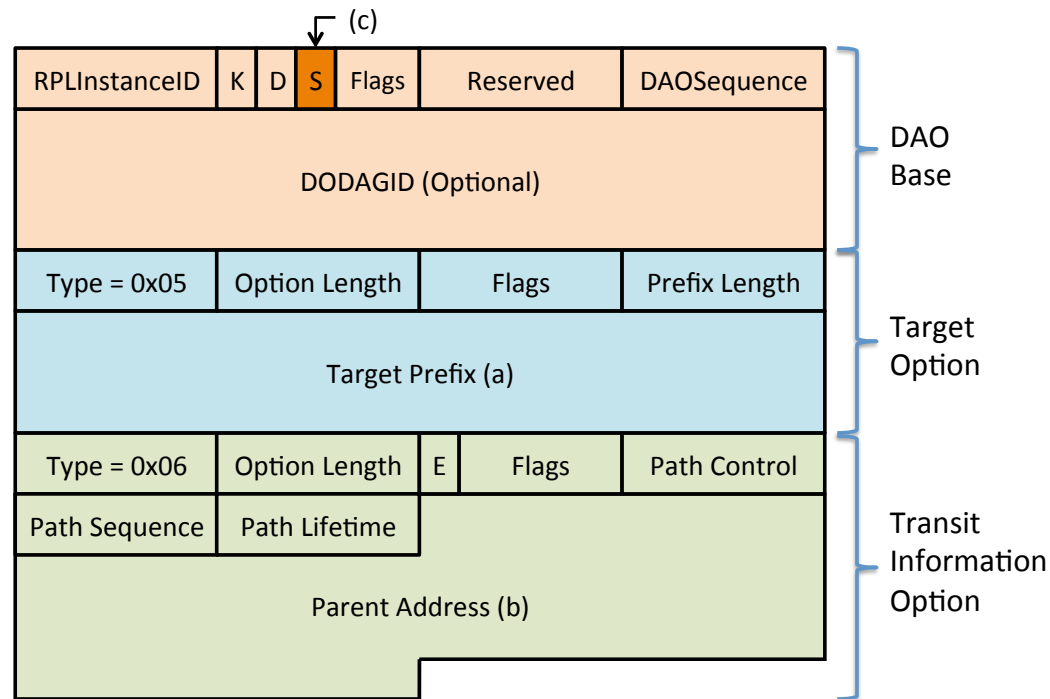 (c)
RPLInstanceID K D S Flags Reserved DAOSequence
DODAGID (Optional)
DAO
Base
Type = 0x05 Option Length Flags Prefix Length
Target Prefix (a)
Target
Option
Type = 0x06 Option Length E Flags Path Control
Path Sequence Path Lifetime
Parent Address (b)
Transit
Information
Option